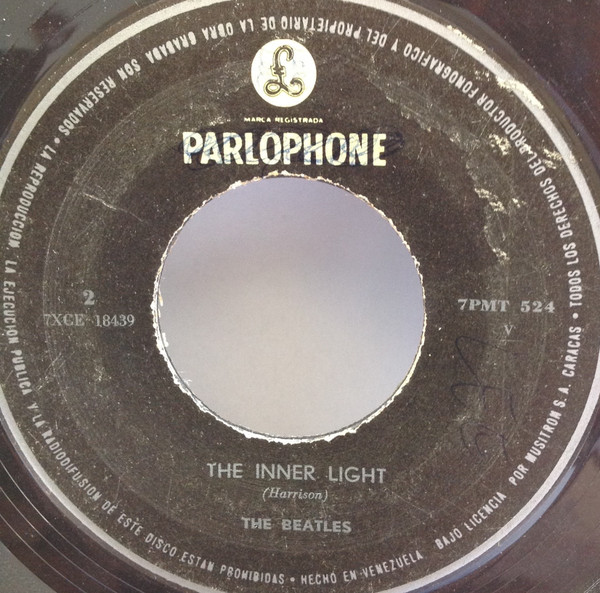 £
MARCA REGISTRADA
PARLOPHONE
2
7XCE-18439
7PMT 524
V
THE INNER LIGHT
(Harrison)
THE BEATLES
TODOS LOS DERECHOS DEL PRODUCTOR FONOGRAFICO Y DEL PROPIETARIO DE LA OBRA GRABADA SON RESERVADOS • LA REPRODUCCION, LA EJECUCION PUBLICA Y LA RADIODIFUSION DE ESTE DISCO ESTAN PROHIBIDAS • HECHO EN VENEZUELA BAJO LICENCIA POR MUSITRON S.A. CARACAS •